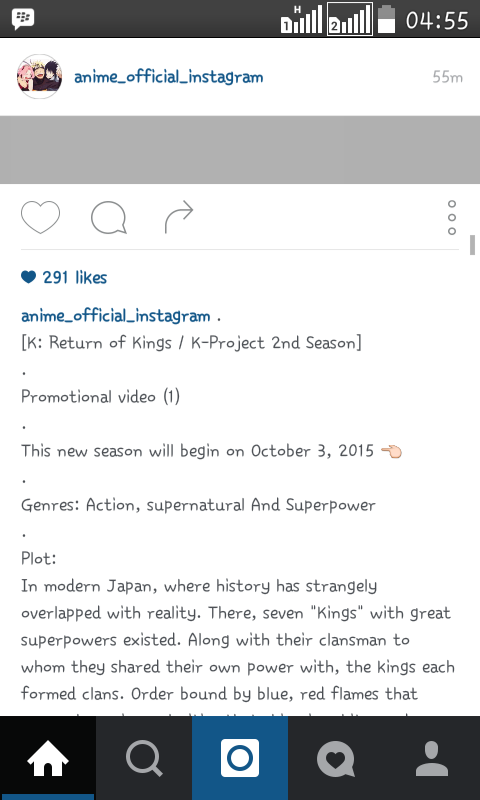 H
1
2
04:55
anime_official_instagram
55m
291 likes
anime_official_instagram .
[K: Return of Kings / K-Project 2nd Season]
.
Promotional video (1)
.
This new season will begin on October 3, 2015 👈
.
Genres: Action, supernatural And Superpower
.
Plot:
In modern Japan, where history has strangely
overlapped with reality. There, seven "Kings" with great
superpowers existed. Along with their clansman to
whom they shared their own power with, the kings each
formed clans. Order bound by blue, red flames that